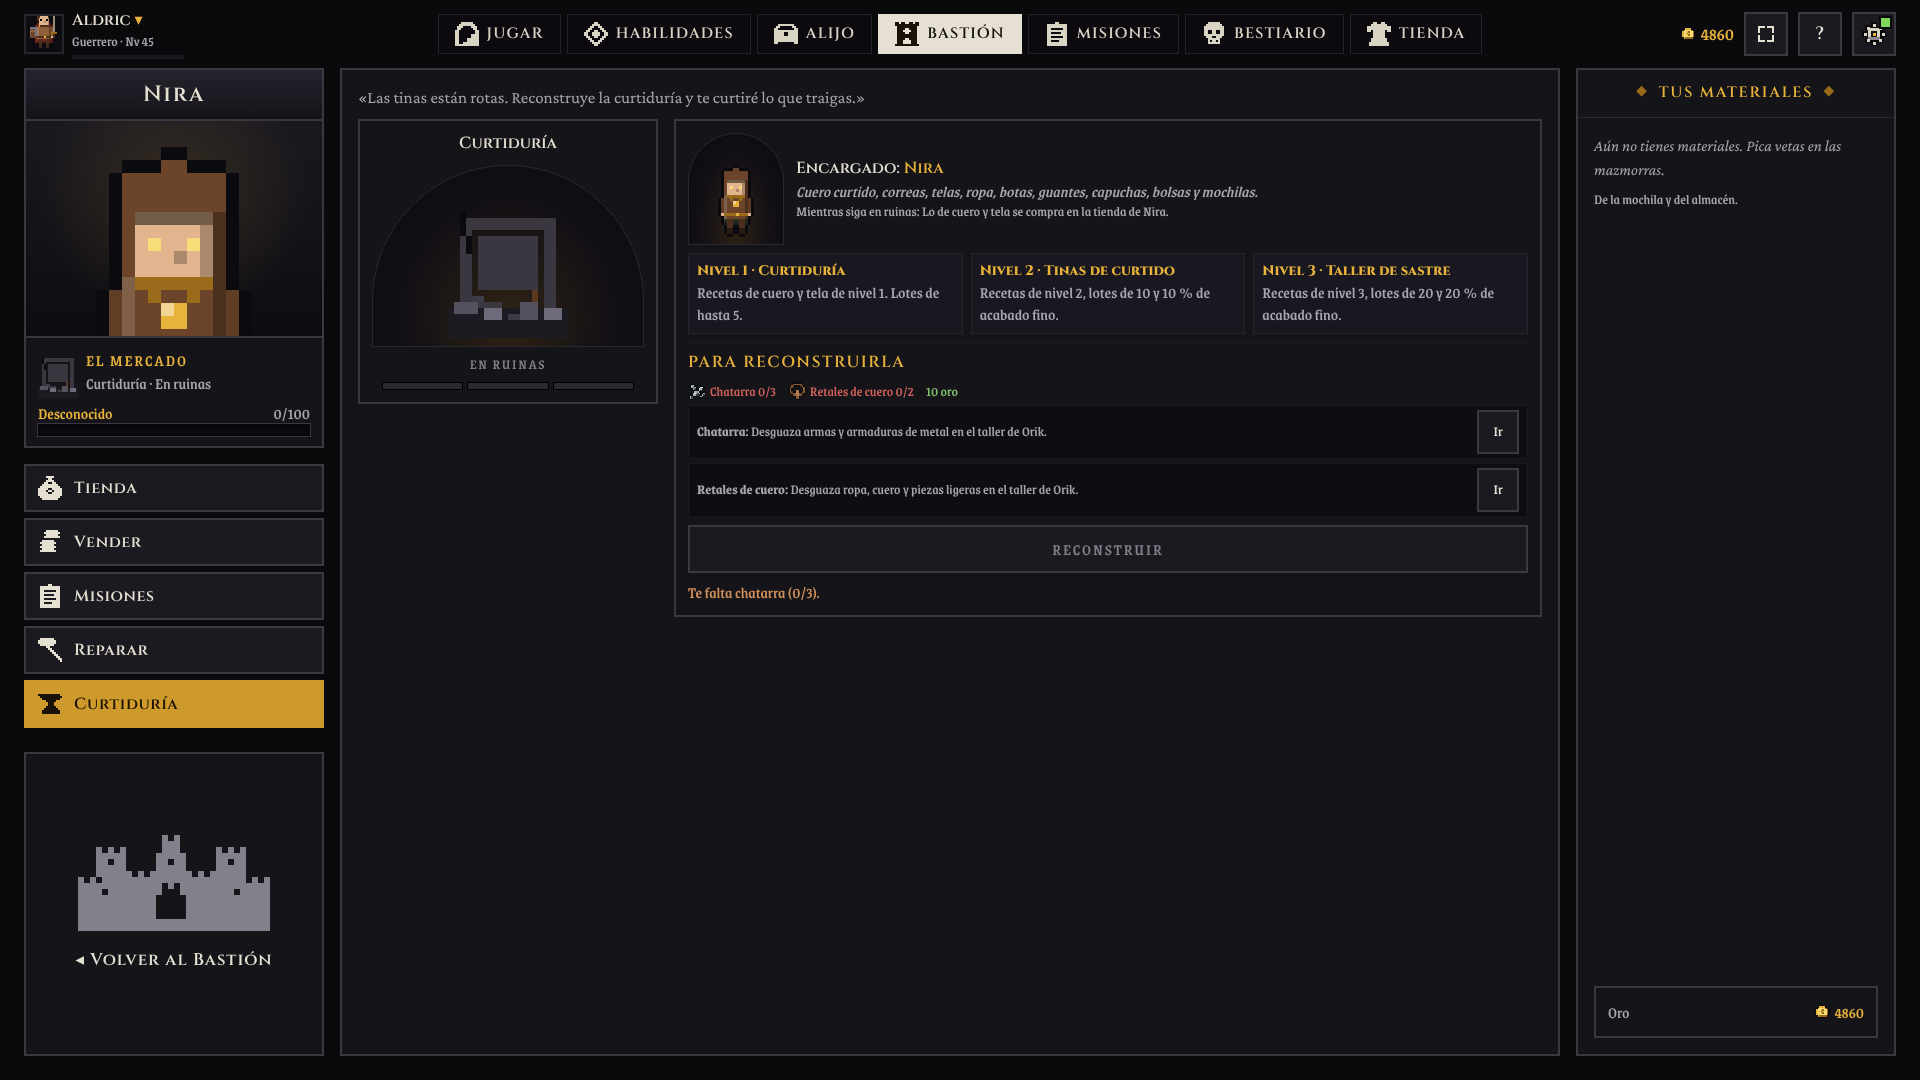 Aldric ▼
Guerrero · Nv 45
JUGAR
HABILIDADES
ALIJO
BASTIÓN
MISIONES
BESTIARIO
TIENDA
4860
?
Nira
EL MERCADO
Curtiduría · En ruinas
Desconocido 0/100
Tienda
Vender
Misiones
Reparar
Curtiduría
◂ Volver al Bastión
«Las tinas están rotas. Reconstruye la curtiduría y te curtiré lo que traigas.»
Curtiduría
EN RUINAS
Encargado: Nira
Cuero curtido, correas, telas, ropa, botas, guantes, capuchas, bolsas y mochilas.
Mientras siga en ruinas: Lo de cuero y tela se compra en la tienda de Nira.
Nivel 1 · Curtiduría
Recetas de cuero y tela de nivel 1. Lotes de
hasta 5.
Nivel 2 · Tinas de curtido
Recetas de nivel 2, lotes de 10 y 10 % de
acabado fino.
Nivel 3 · Taller de sastre
Recetas de nivel 3, lotes de 20 y 20 % de
acabado fino.
PARA RECONSTRUIRLA
Chatarra 0/3 Retales de cuero 0/2 10 oro
Chatarra: Desguaza armas y armaduras de metal en el taller de Orik.
Ir
Retales de cuero: Desguaza ropa, cuero y piezas ligeras en el taller de Orik.
Ir
RECONSTRUIR
Te falta chatarra (0/3).
◆ TUS MATERIALES ◆
Aún no tienes materiales. Pica vetas en las
mazmorras.
De la mochila y del almacén.
Oro 4860